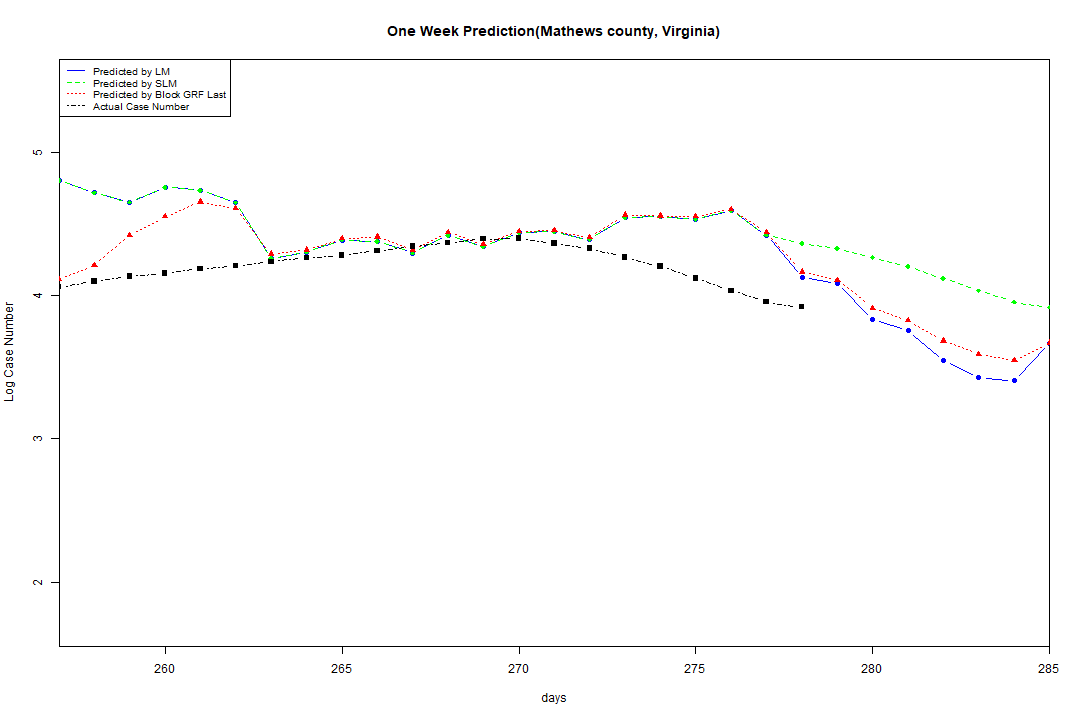 One Week Prediction(Mathews county, Virginia)
Predicted by LM
Predicted by SLM
Predicted by Block GRF Last
Actual Case Number
5
4
3
2
Log Case Number
260 265 270 275 280 285
days